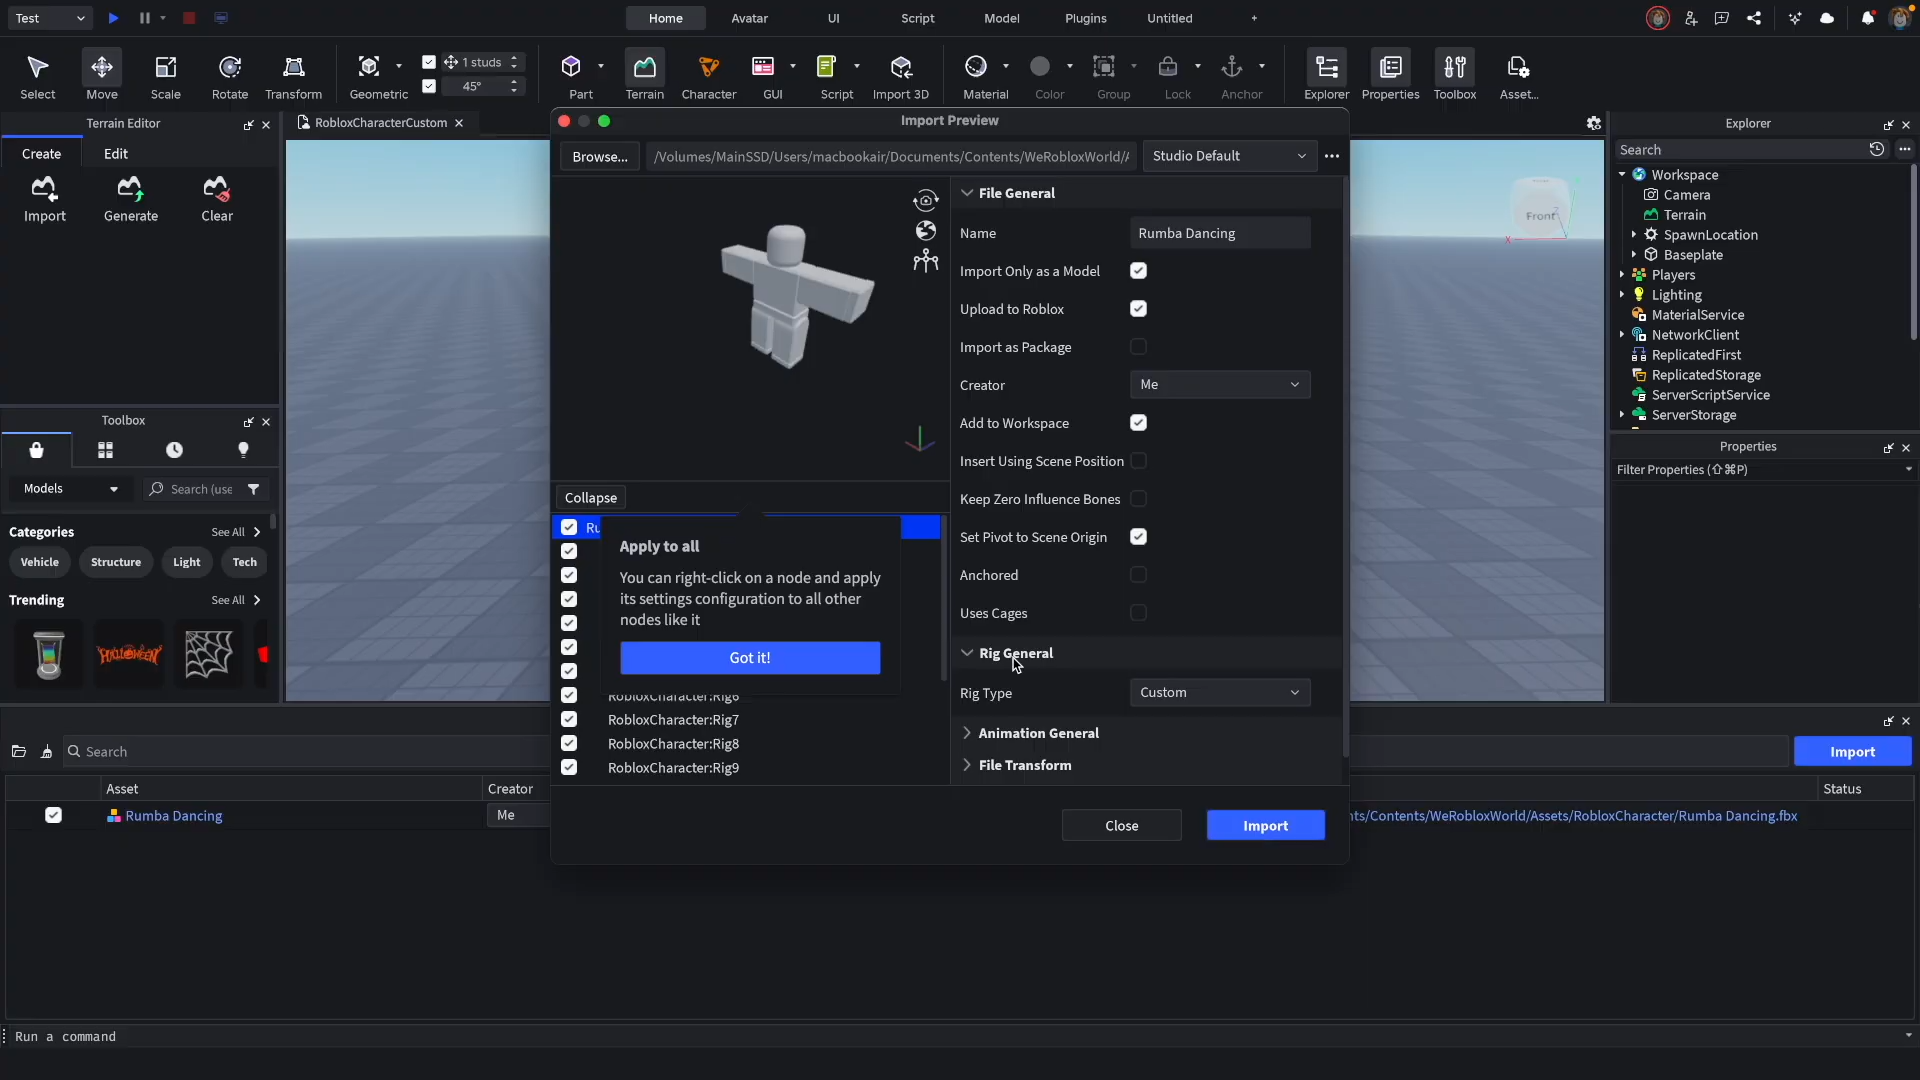 Test
Home
Avatar
UI
Script
Model
Plugins
Untitled
+
Select
Move
Scale
Rotate
Transform
Geometric
1 studs
45°
Part
Terrain
Character
GUI
Script
Import 3D
Material
Color
Group
Lock
Anchor
Explorer
Properties
Toolbox
Asset...
Terrain Editor
Create
Edit
Import
Generate
Clear
Toolbox
Models
Search (use
Categories
See All
Vehicle
Structure
Light
Tech
Trending
See All
HALLOWEEN
RobloxCharacterCustom
Front
X
Import Preview
Browse...
/Volumes/MainSSD/Users/macbookair/Documents/Contents/WeRobloxWorld/A
Studio Default
Collapse
Ru
Apply to all
You can right-click on a node and apply
its settings configuration to all other
nodes like it
Got it!
RobloxCharacter:Rig6
RobloxCharacter:Rig7
RobloxCharacter:Rig8
RobloxCharacter:Rig9
File General
Name
Rumba Dancing
Import Only as a Model
Upload to Roblox
Import as Package
Creator
Me
Add to Workspace
Insert Using Scene Position
Keep Zero Influence Bones
Set Pivot to Scene Origin
Anchored
Uses Cages
Rig General
Rig Type
Custom
Animation General
File Transform
Close
Import
Explorer
Search
Workspace
Camera
Terrain
SpawnLocation
Baseplate
Players
Lighting
MaterialService
NetworkClient
ReplicatedFirst
ReplicatedStorage
ServerScriptService
ServerStorage
Properties
Filter Properties (⇧⌘P)
Search
Import
Asset
Creator
Status
Rumba Dancing
Me
nts/Contents/WeRobloxWorld/Assets/RobloxCharacter/Rumba Dancing.fbx
Run a command